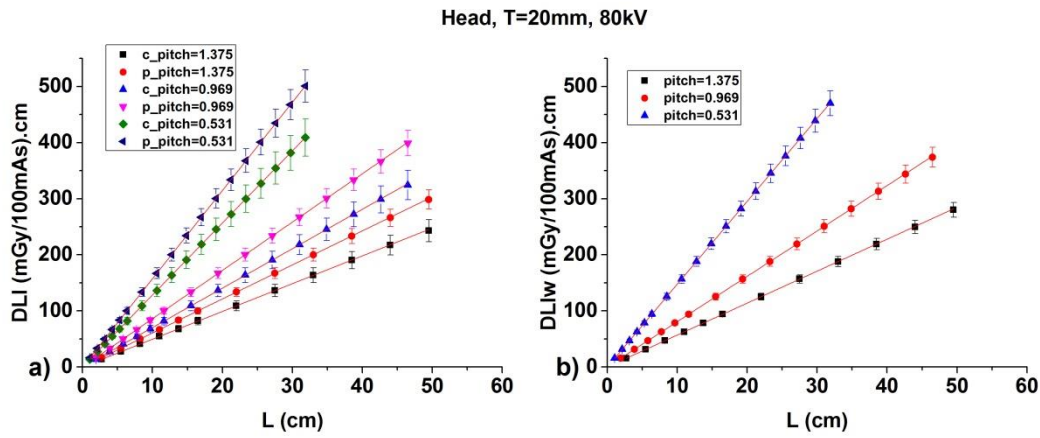 Head, T=20mm, 80kV
c_pitch=1.375
p_pitch=1.375
c_pitch=0.969
p_pitch=0.969
c_pitch=0.531
p_pitch=0.531
DLI (mGy/100mAs).cm
500
400
300
200
100
0
0 10 20 30 40 50 60
L (cm)
a)
pitch=1.375
pitch=0.969
pitch=0.531
DLIw (mGy/100mAs).cm
500
400
300
200
100
0
0 10 20 30 40 50 60
L (cm)
b)